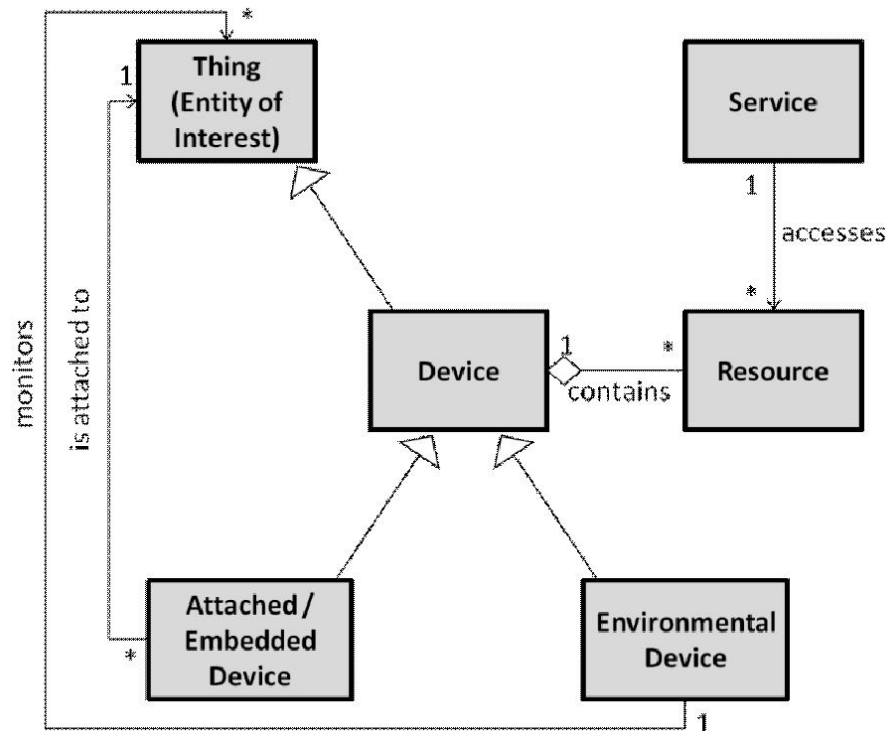 *
1
Thing
(Entity of
Interest)
Service
1
accesses
*
monitors
is attached to
Device
1
*
contains
Resource
Attached /
Embedded
Device
*
Environmental
Device
1